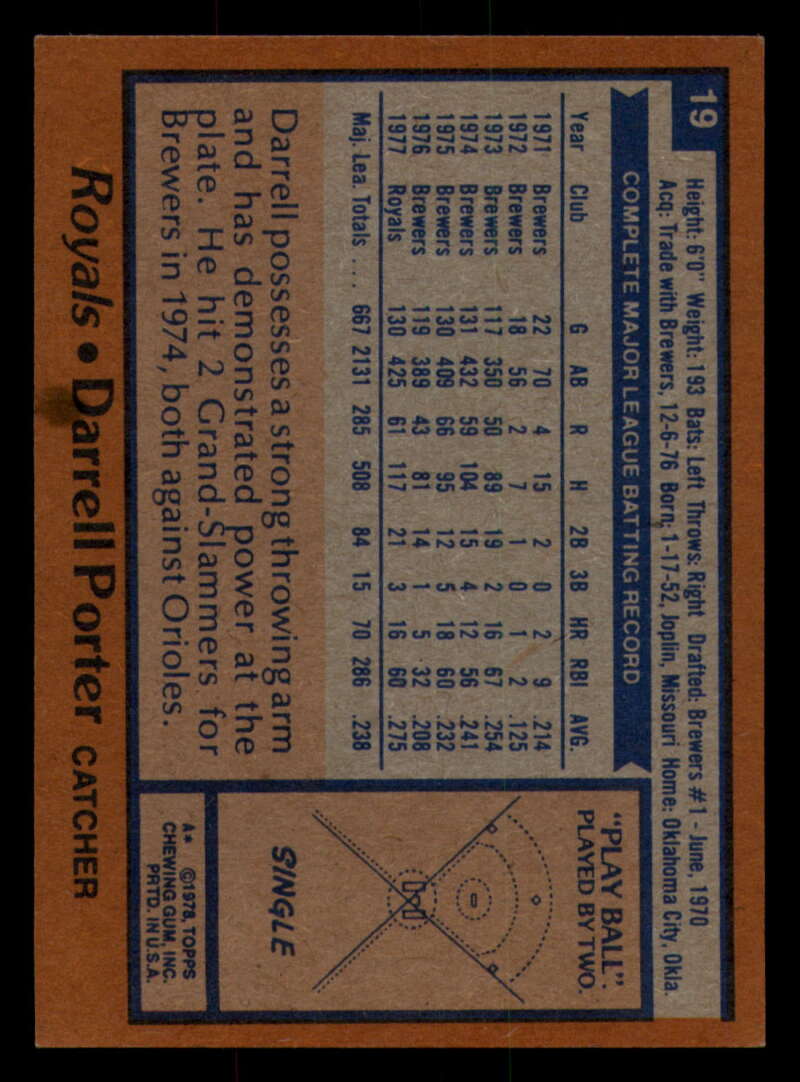 19
Height: 6'0" Weight: 193 Bats: Left Throws: Right Drafted: Brewers #1 - June, 1970
Acq: Trade with Brewers, 12-6-76 Born: 1-17-52, Joplin, Missouri Home: Oklahoma City, Okla.
COMPLETE MAJOR LEAGUE BATTING RECORD
Year Club G AB R H 2B 3B HR RBI AVG.
1971 Brewers 22 70 4 15 2 0 2 9 .214
1972 Brewers 18 56 2 7 1 0 1 2 .125
1973 Brewers 117 350 50 89 19 2 16 67 .254
1974 Brewers 131 432 59 104 15 4 12 56 .241
1975 Brewers 130 409 66 95 12 5 18 60 .232
1976 Brewers 119 389 43 81 14 1 5 32 .208
1977 Royals 130 425 61 117 21 3 16 60 .275
Maj. Lea. Totals .... 667 2131 285 508 84 15 70 286 .238
Darrell possesses a strong throwing arm
and has demonstrated power at the
plate. He hit 2 Grand-Slammers for
Brewers in 1974, both against Orioles.
"PLAY BALL":
PLAYED BY TWO.
SINGLE
A* ©1978, TOPPS
CHEWING GUM, INC.
PRTD. IN U.S.A.
Royals • Darrell Porter CATCHER